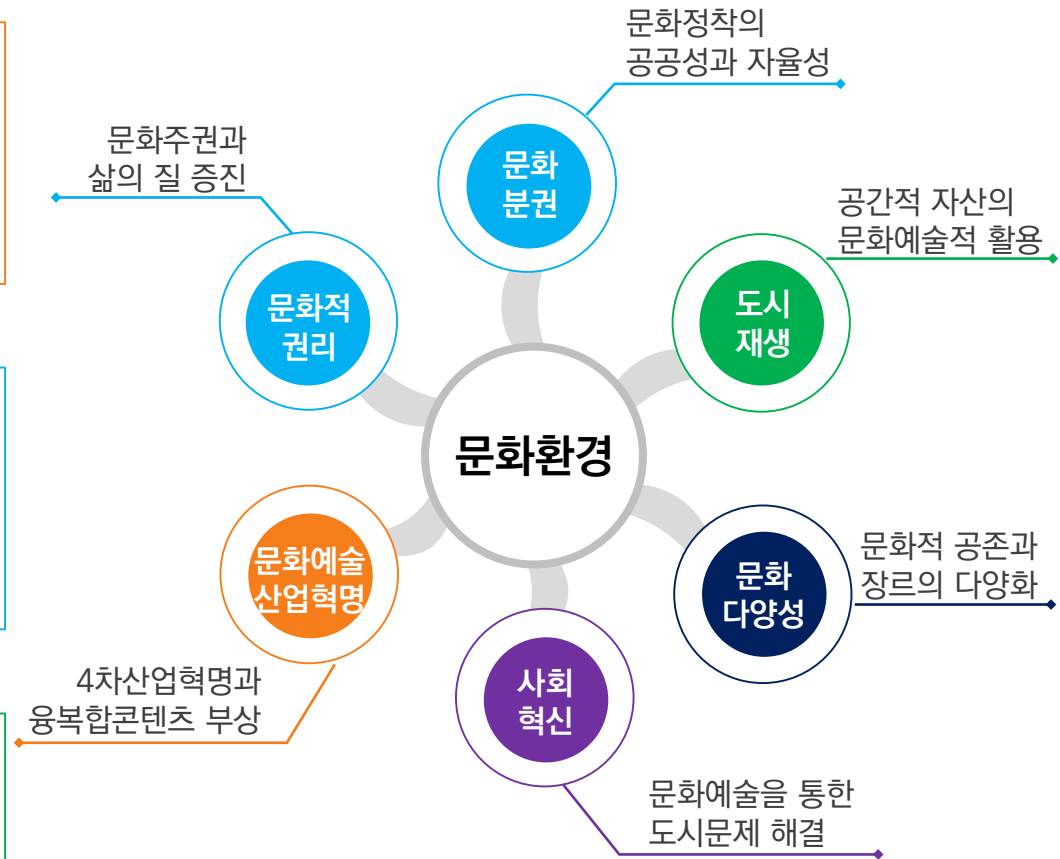 문화정착의
공공성과 자율성
문화
분권
문화주권과
삶의 질 증진
문화적
권리
공간적 자산의
문화예술적 활용
도시
재생
문화환경
문화예술
산업혁명
4차산업혁명과
융복합콘텐츠 부상
문화
다양성
문화적 공존과
장르의 다양화
사회
혁신
문화예술을 통한
도시문제 해결